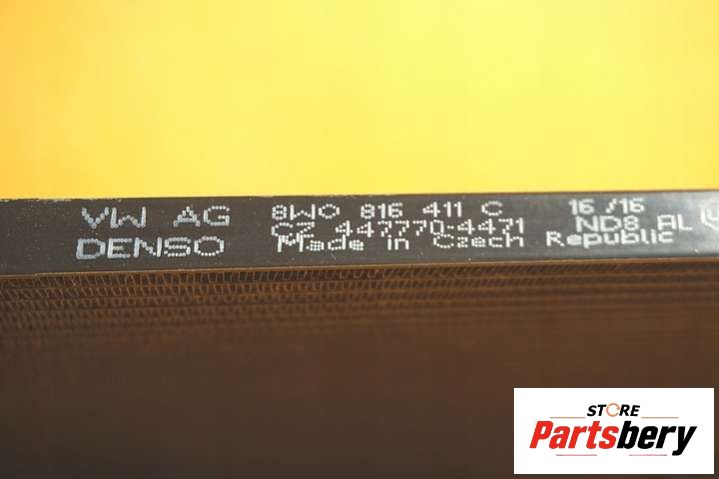 VW AG 8W0 816 411 C 16/16
CZ 447770-4471 ND8 AL
DENSO Made in Czech Republic
STORE
Partsbery